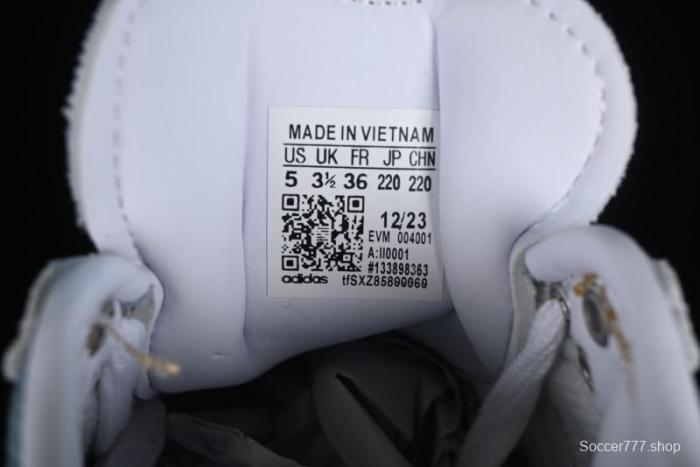 MADE IN VIETNAM
US UK FR JP CHN
5 3½ 36 220 220
12/23
EVM 004001
A:II0001
#133898363
adidas tfSXZ85899069
Soccer777.shop